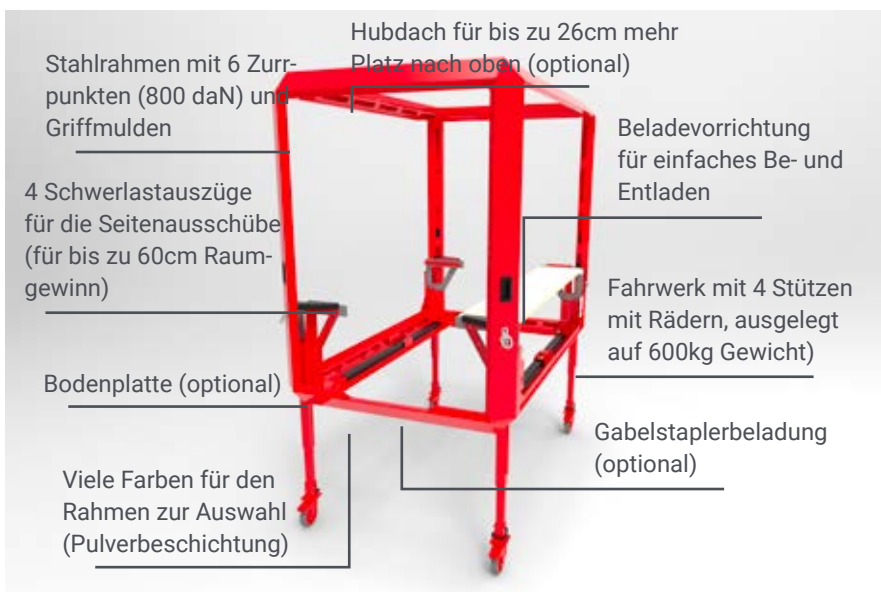 Stahlrahmen mit 6 Zurr-
punkten (800 daN) und
Griffmulden
Hubdach für bis zu 26cm mehr
Platz nach oben (optional)
Beladevorrichtung
für einfaches Be- und
Entladen
4 Schwerlastauszüge
für die Seitenausschübe
(für bis zu 60cm Raum-
gewinn)
Fahrwerk mit 4 Stützen
mit Rädern, ausgelegt
auf 600kg Gewicht)
Bodenplatte (optional)
Gabelstaplerbeladung
(optional)
Viele Farben für den
Rahmen zur Auswahl
(Pulverbeschichtung)